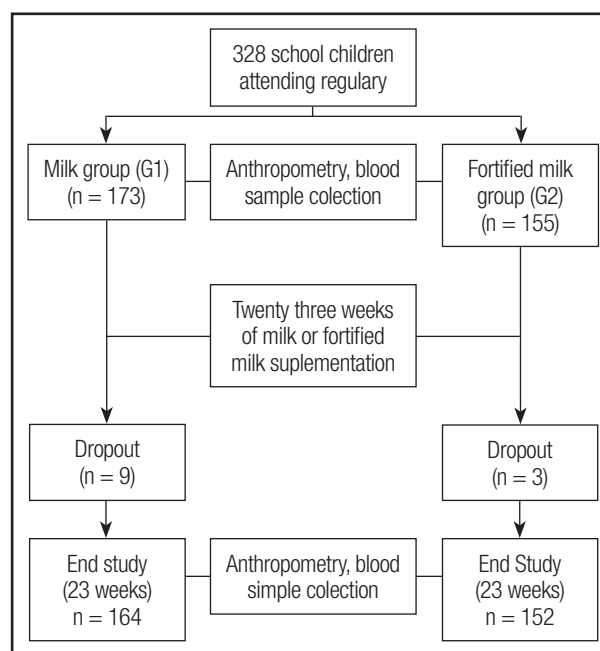 328 school children
attending regulary
Milk group (G1)
(n = 173)
Anthropometry, blood
sample colection
Fortified milk
group (G2)
(n = 155)
Twenty three weeks
of milk or fortified
milk suplementation
Dropout
(n = 9)
Dropout
(n = 3)
End study
(23 weeks)
n = 164
Anthropometry, blood
simple colection
End Study
(23 weeks)
n = 152